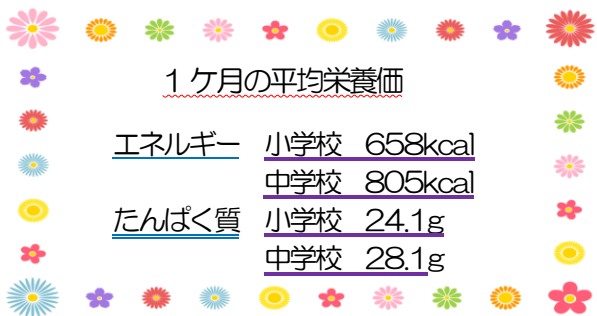 1ケ月の平均栄養価
エネルギー　小学校　658kcal
中学校　805kcal
たんぱく質　小学校　24.1g
中学校　28.1g